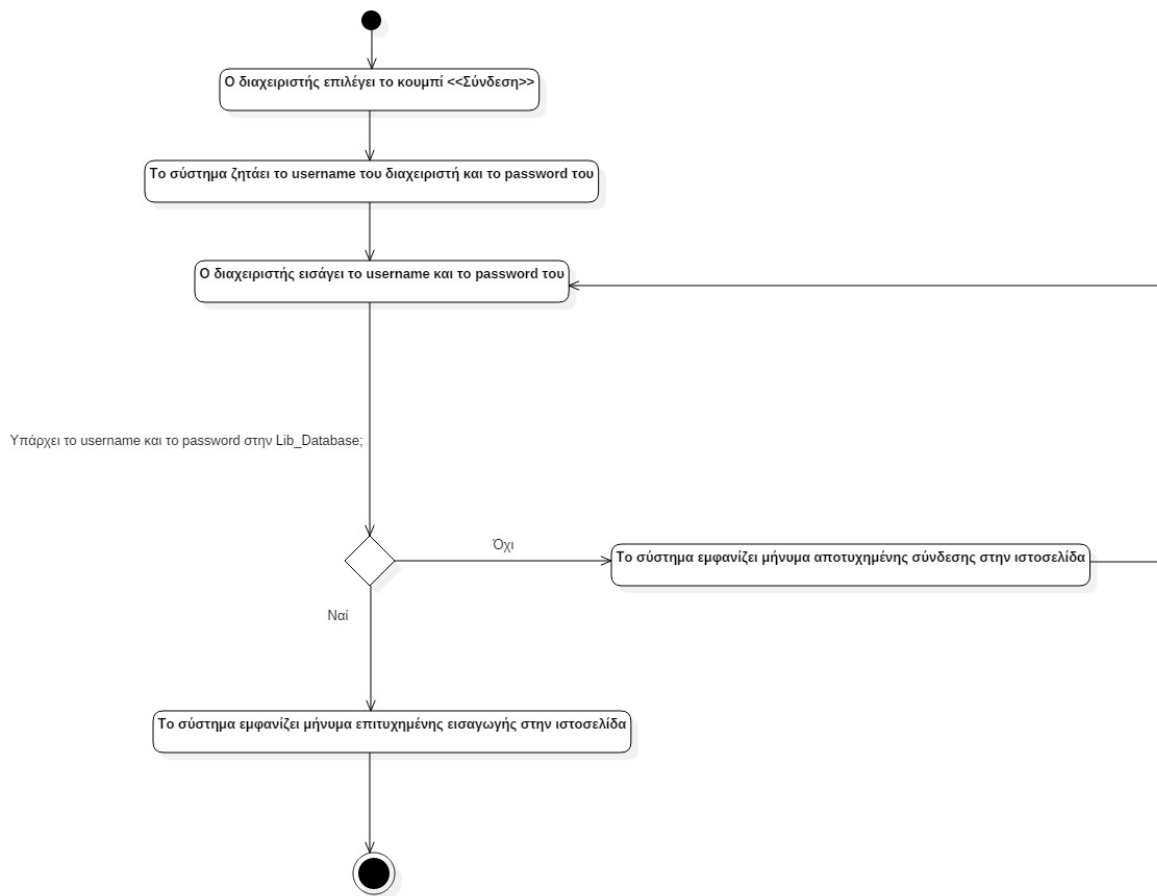 Ο διαχειριστής επιλέγει το κουμπί <<Σύνδεση>>
Το σύστημα ζητάει το username του διαχειριστή και το password του
Ο διαχειριστής εισάγει το username και το password του
Υπάρχει το username και το password στην Lib_Database;
Όχι
Το σύστημα εμφανίζει μήνυμα αποτυχημένης σύνδεσης στην ιστοσελίδα
Ναί
Το σύστημα εμφανίζει μήνυμα επιτυχημένης εισαγωγής στην ιστοσελίδα